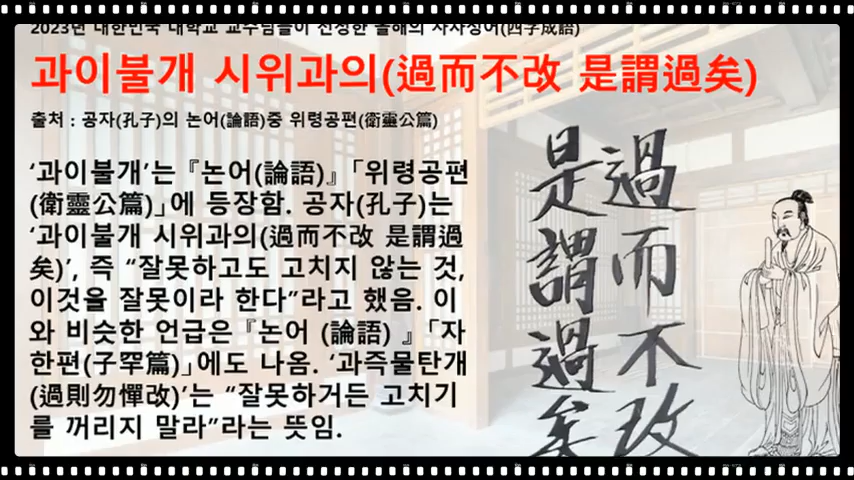 2023년 대한민국 대학교 교수님들이 선정한 올해의 사자성어(四字成語)
과이불개 시위과의(過而不改 是謂過矣)
출처 : 공자(孔子)의 논어(論語)중 위령공편(衛靈公篇)
‘과이불개’는 『논어(論語)』 「위령공편
(衛靈公篇)」에 등장함. 공자(孔子)는
‘과이불개 시위과의(過而不改 是謂過
矣)’, 즉 “잘못하고도 고치지 않는 것,
이것을 잘못이라 한다”라고 했음. 이
와 비슷한 언급은 『논어 (論語) 』 「자
한편(子罕篇)」에도 나옴. ‘과즉물탄개
(過則勿憚改)’는 “잘못하거든 고치기
를 꺼리지 말라”라는 뜻임.
過而不改
是謂過矣